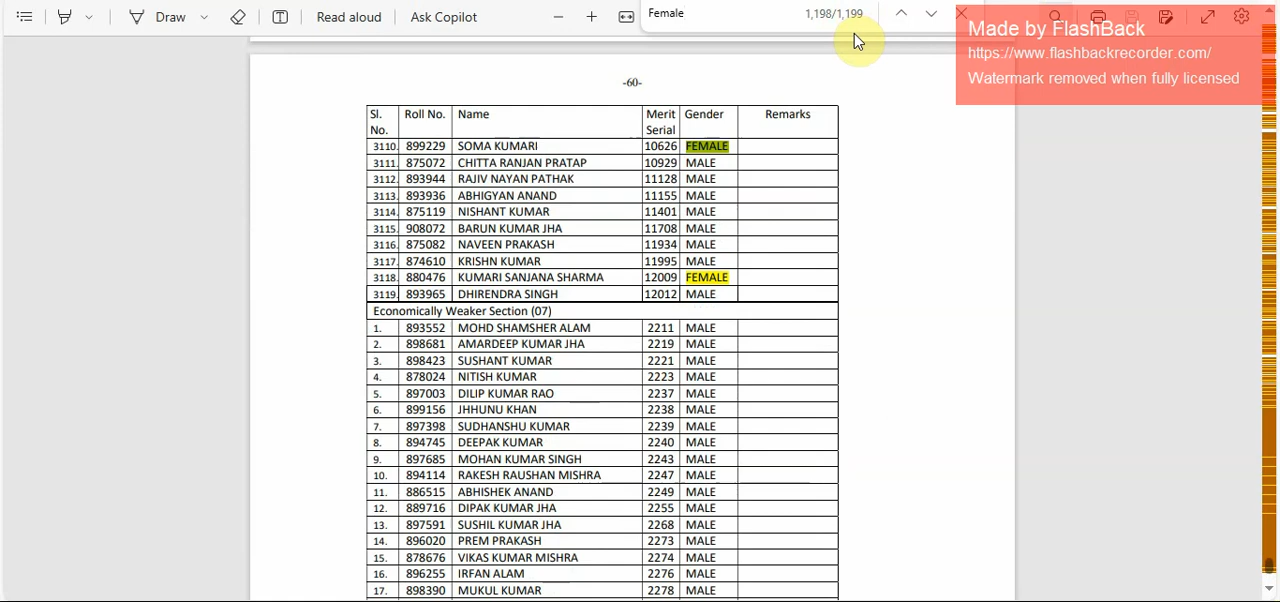 Draw Read aloud Ask Copilot Female 1,198/1,199
Made by FlashBack
https://www.flashbackrecorder.com/
Watermark removed when fully licensed
-60-
Sl. No. Roll No. Name Merit Serial Gender Remarks
3110. 899229 SOMA KUMARI 10626 FEMALE
3111. 875072 CHITTA RANJAN PRATAP 10929 MALE
3112. 893944 RAJIV NAYAN PATHAK 11128 MALE
3113. 893936 ABHIGYAN ANAND 11155 MALE
3114. 875119 NISHANT KUMAR 11401 MALE
3115. 908072 BARUN KUMAR JHA 11708 MALE
3116. 875082 NAVEEN PRAKASH 11934 MALE
3117. 874610 KRISHN KUMAR 11995 MALE
3118. 880476 KUMARI SANJANA SHARMA 12009 FEMALE
3119. 893965 DHIRENDRA SINGH 12012 MALE
Economically Weaker Section (07)
1. 893552 MOHD SHAMSHER ALAM 2211 MALE
2. 898681 AMARDEEP KUMAR JHA 2219 MALE
3. 898423 SUSHANT KUMAR 2221 MALE
4. 878024 NITISH KUMAR 2223 MALE
5. 897003 DILIP KUMAR RAO 2237 MALE
6. 899156 JHHUNU KHAN 2238 MALE
7. 897398 SUDHANSHU KUMAR 2239 MALE
8. 894745 DEEPAK KUMAR 2240 MALE
9. 897685 MOHAN KUMAR SINGH 2243 MALE
10. 894114 RAKESH RAUSHAN MISHRA 2247 MALE
11. 886515 ABHISHEK ANAND 2249 MALE
12. 889716 DIPAK KUMAR JHA 2255 MALE
13. 897591 SUSHIL KUMAR JHA 2268 MALE
14. 896020 PREM PRAKASH 2273 MALE
15. 878676 VIKAS KUMAR MISHRA 2274 MALE
16. 896255 IRFAN ALAM 2276 MALE
17. 898390 MUKUL KUMAR 2278 MALE